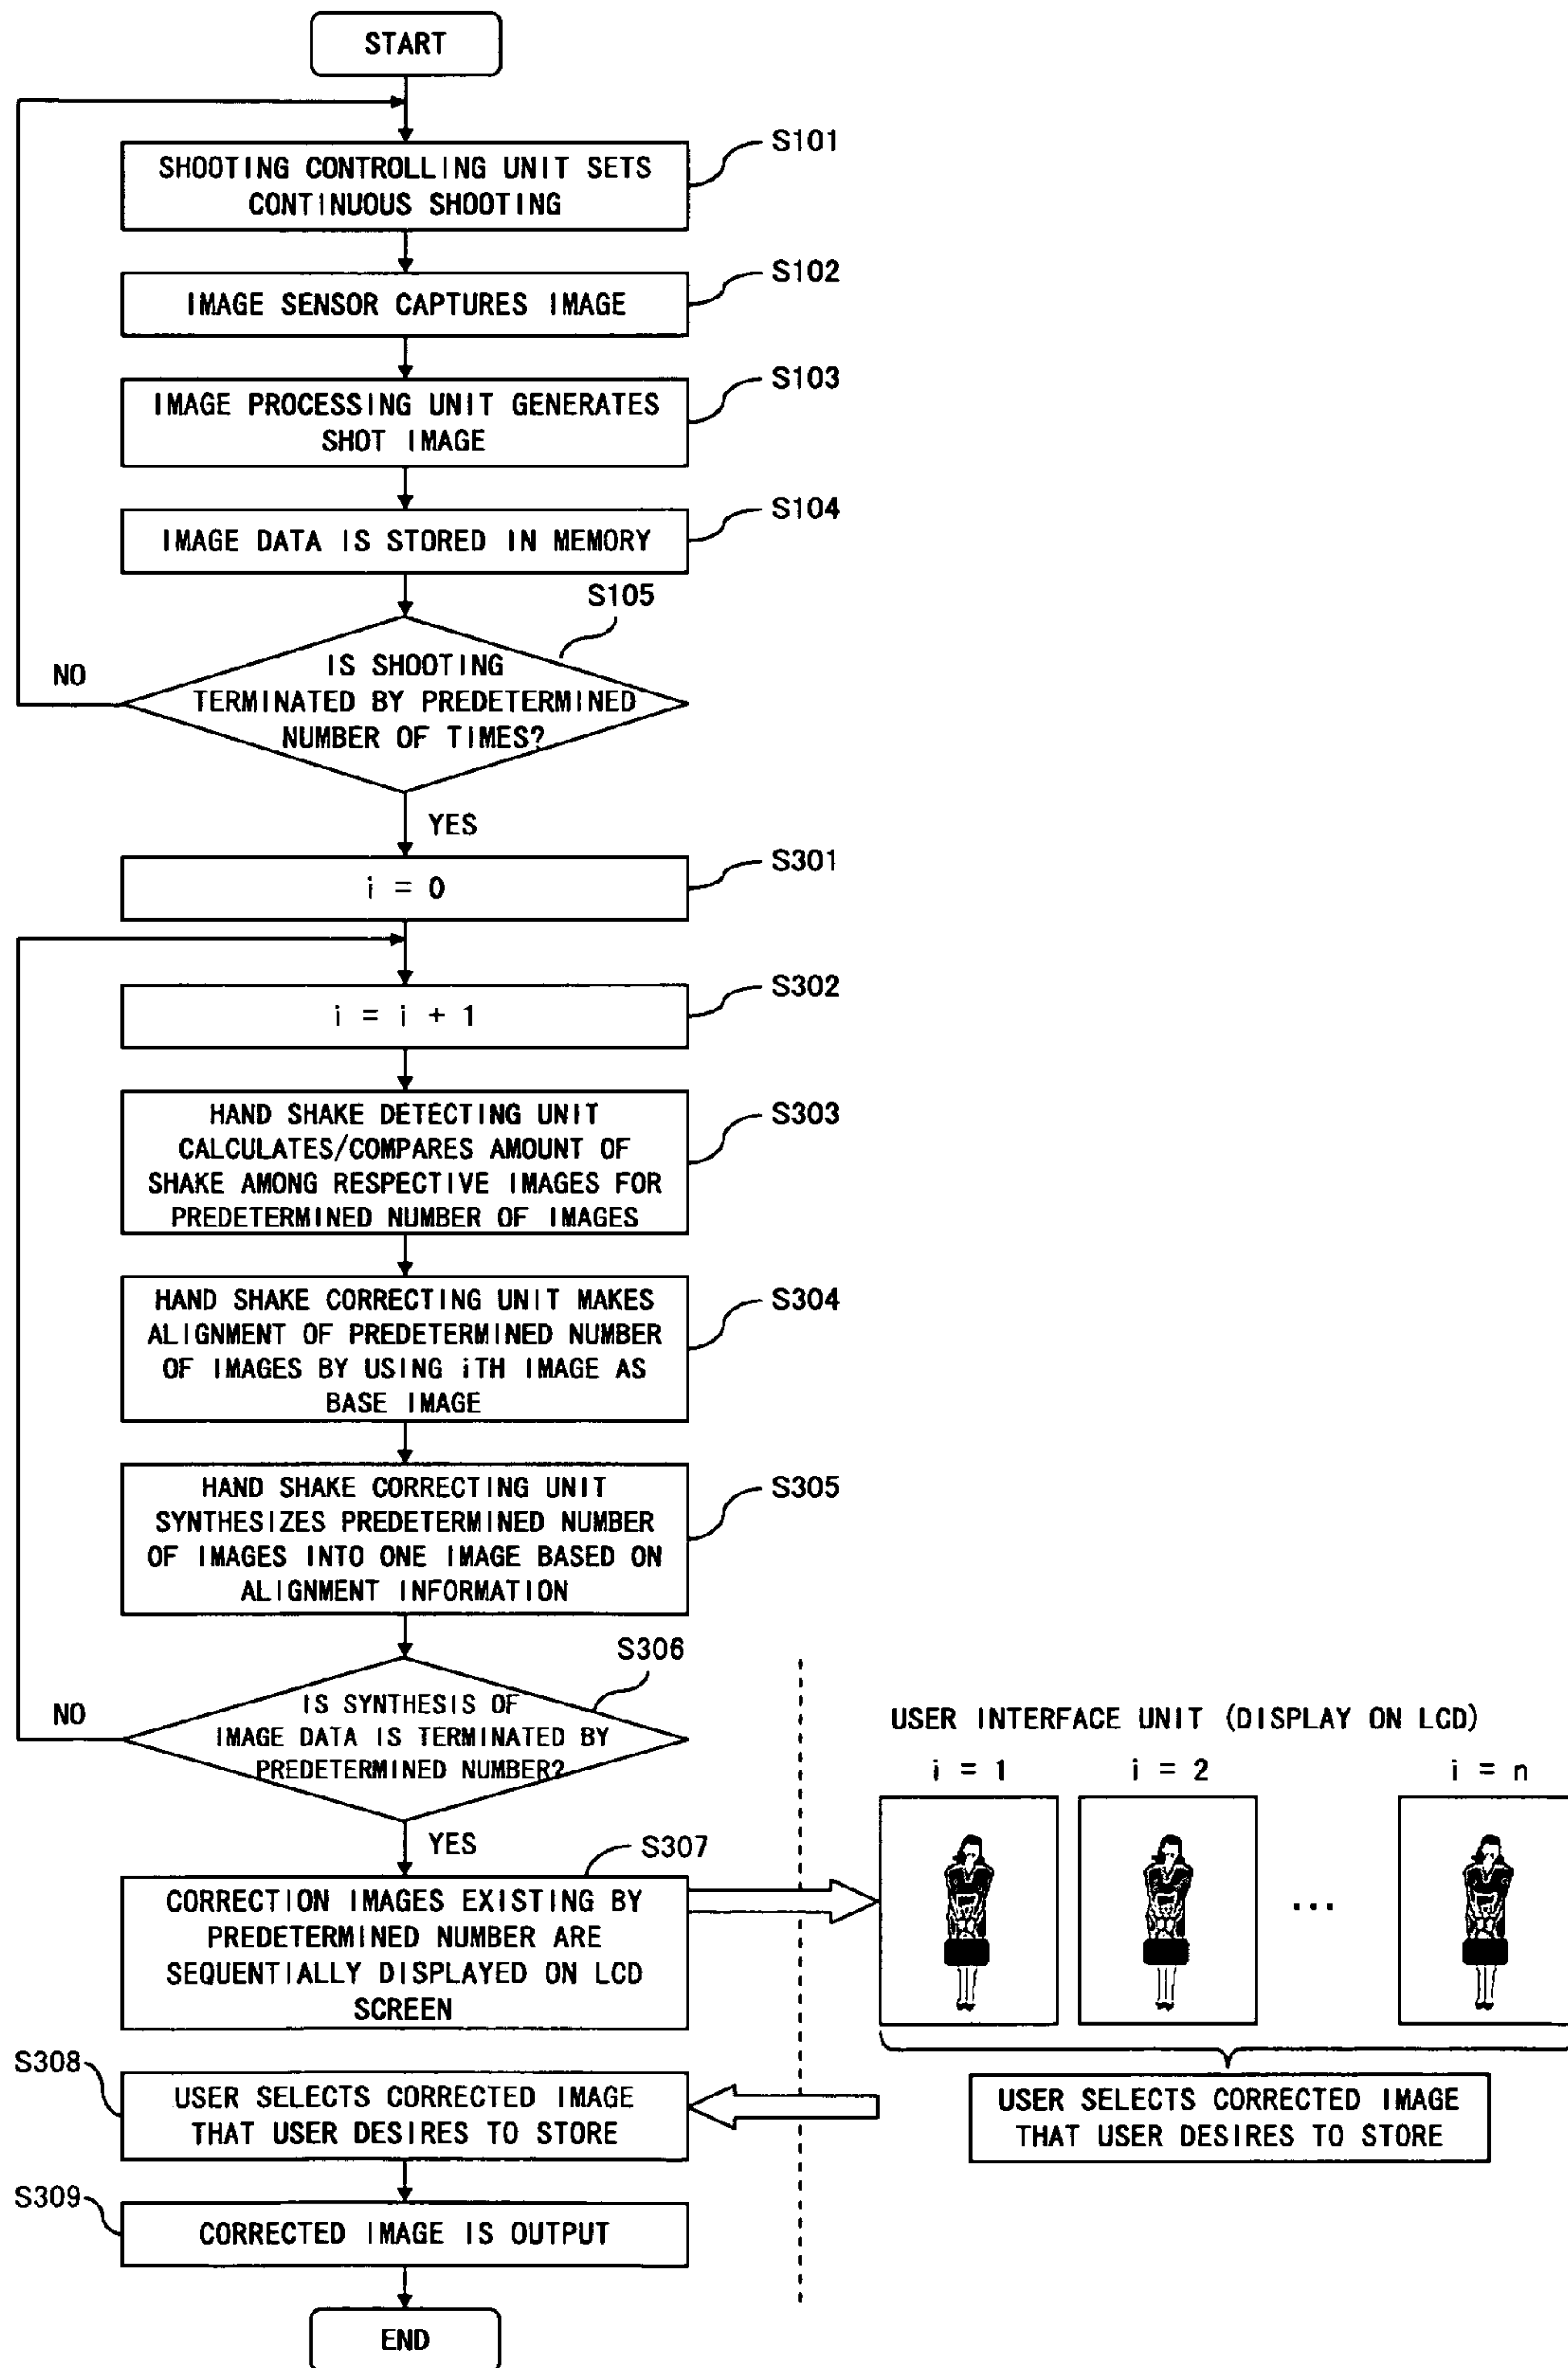 START
S101
SHOOTING CONTROLLING UNIT SETS
CONTINUOUS SHOOTING
S102
IMAGE SENSOR CAPTURES IMAGE
S103
IMAGE PROCESSING UNIT GENERATES
SHOT IMAGE
S104
IMAGE DATA IS STORED IN MEMORY
S105
IS SHOOTING
TERMINATED BY PREDETERMINED
NUMBER OF TIMES?
NO
YES
S301
i = 0
S302
i = i + 1
S303
HAND SHAKE DETECTING UNIT
CALCULATES/COMPARES AMOUNT OF
SHAKE AMONG RESPECTIVE IMAGES FOR
PREDETERMINED NUMBER OF IMAGES
S304
HAND SHAKE CORRECTING UNIT MAKES
ALIGNMENT OF PREDETERMINED NUMBER
OF IMAGES BY USING iTH IMAGE AS
BASE IMAGE
S305
HAND SHAKE CORRECTING UNIT
SYNTHESIZES PREDETERMINED NUMBER
OF IMAGES INTO ONE IMAGE BASED ON
ALIGNMENT INFORMATION
S306
IS SYNTHESIS OF
IMAGE DATA IS TERMINATED BY
PREDETERMINED NUMBER?
NO
YES
S307
CORRECTION IMAGES EXISTING BY
PREDETERMINED NUMBER ARE
SEQUENTIALLY DISPLAYED ON LCD
SCREEN
USER INTERFACE UNIT (DISPLAY ON LCD)
i = 1
i = 2
i = n
...
USER SELECTS CORRECTED IMAGE
THAT USER DESIRES TO STORE
S308
USER SELECTS CORRECTED IMAGE
THAT USER DESIRES TO STORE
S309
CORRECTED IMAGE IS OUTPUT
END